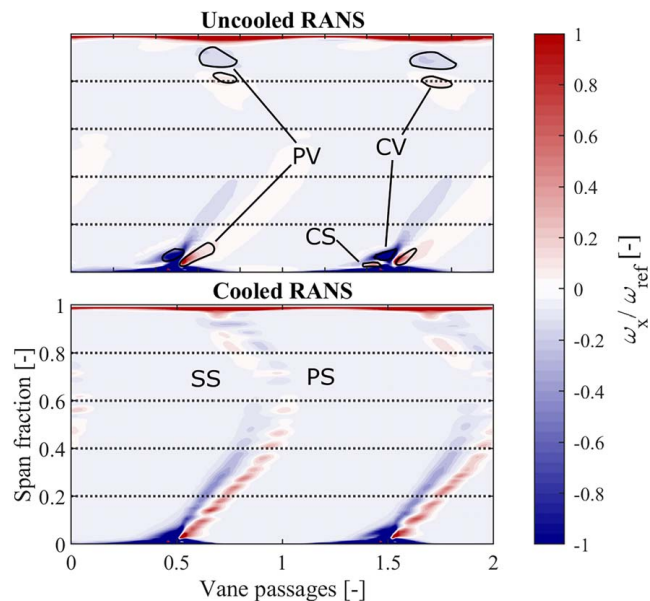 Uncooled RANS
PV
CV
CS
Cooled RANS
SS
PS
1
0.8
0.6
0.4
0.2
0
Span fraction [-]
0
0.5
1
1.5
2
Vane passages [-]
1
0.8
0.6
0.4
0.2
0
-0.2
-0.4
-0.6
-0.8
-1
ω_x / ω_ref [-]